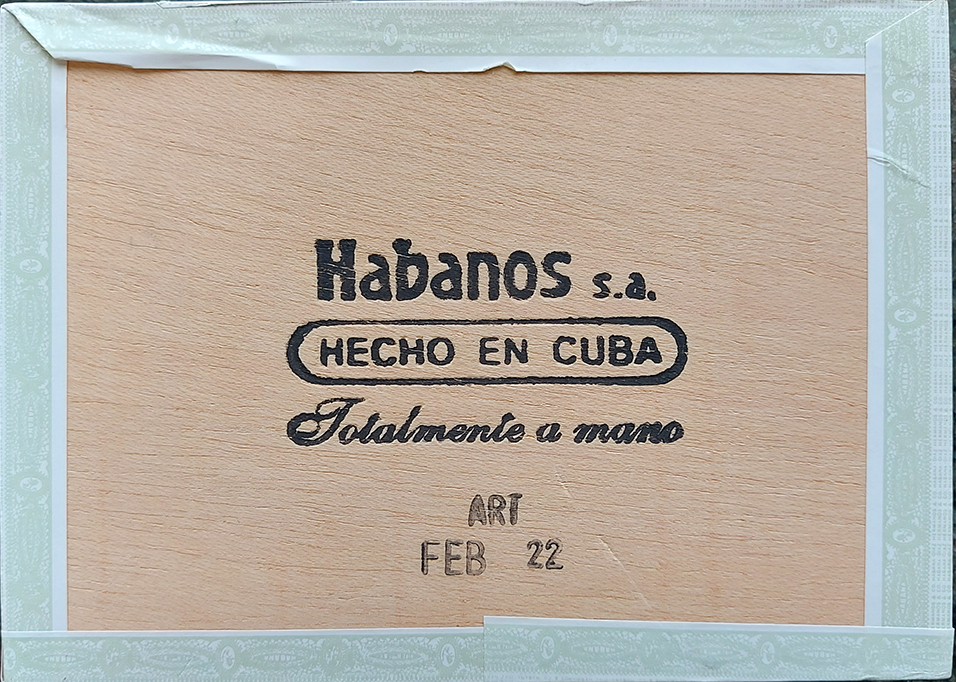 Habanos s.a.
HECHO EN CUBA
Totalmente a mano
ART
FEB 22